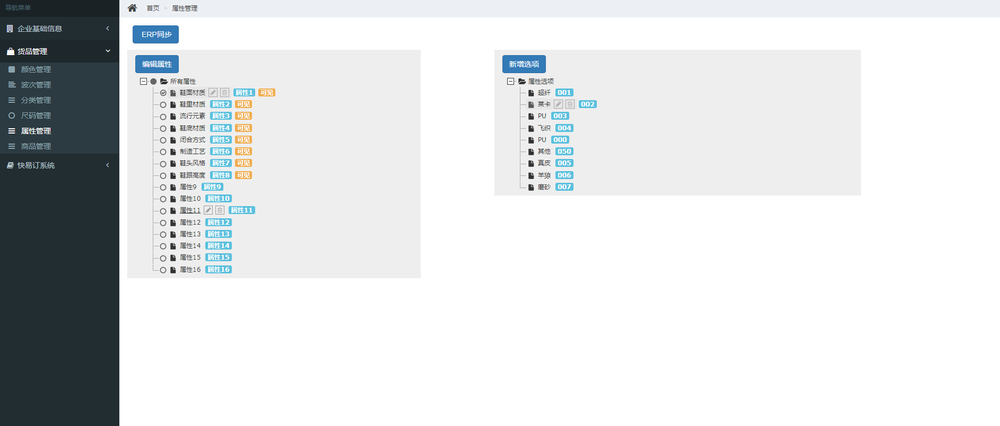 导航菜单
企业基础信息
货品管理
颜色管理
波次管理
分类管理
尺码管理
属性管理
商品管理
快易订系统
首页 > 属性管理
ERP同步
编辑属性
所有属性
鞋面材质 属性1 可见
鞋里材质 属性2 可见
流行元素 属性3 可见
鞋底材质 属性4 可见
闭合方式 属性5 可见
制造工艺 属性6 可见
鞋头风格 属性7 可见
鞋跟高度 属性8 可见
属性9 属性9
属性10 属性10
属性11 属性11
属性12 属性12
属性13 属性13
属性14 属性14
属性15 属性15
属性16 属性16
新增选项
属性选项
超纤 001
莱卡 002
PU 003
飞织 004
PU 000
其他 050
真皮 005
羊猄 006
磨砂 007